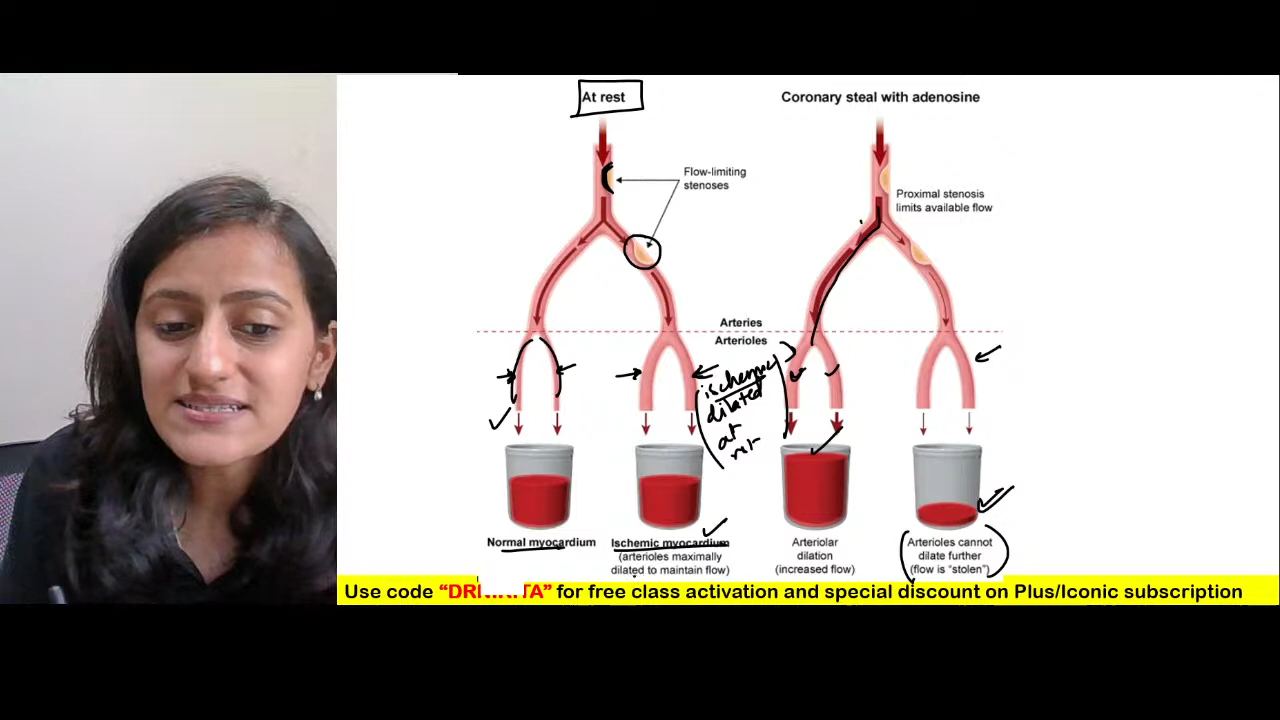 At rest
Coronary steal with adenosine
Flow-limiting
stenoses
Proximal stenosis
limits available flow
Arteries
Arterioles
ischemic
dilated
at
rest
Normal myocardium
Ischemic myocardium
(arterioles maximally
dilated to maintain flow)
Arteriolar
dilation
(increased flow)
Arterioles cannot
dilate further
(flow is “stolen”)
Use code for free class activation and special discount on Plus/Iconic subscription